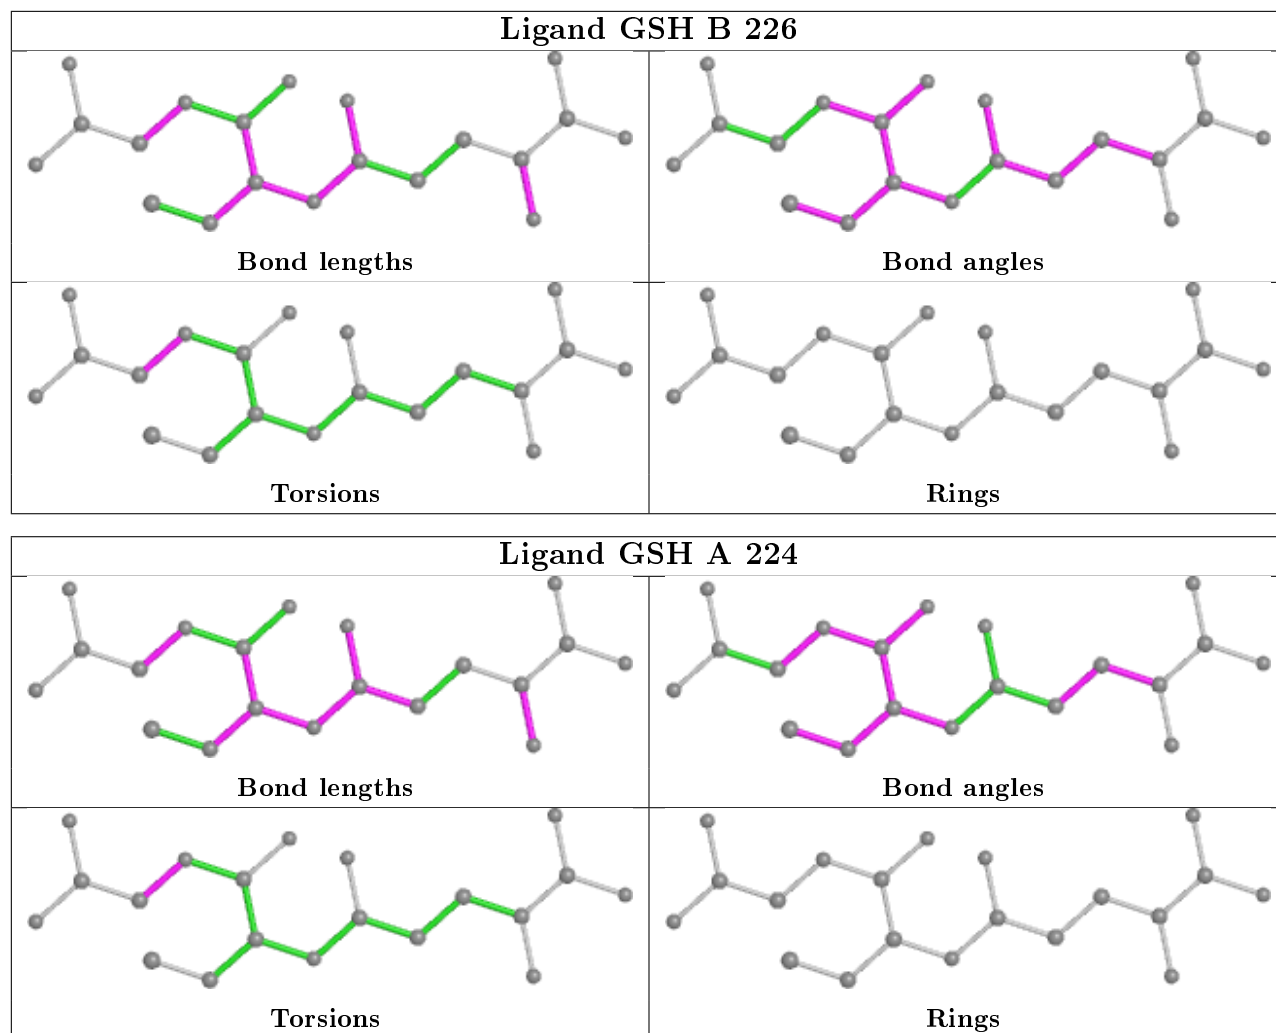 Ligand GSH B 226
Bond lengths
Bond angles
Torsions
Rings
Ligand GSH A 224
Bond lengths
Bond angles
Torsions
Rings